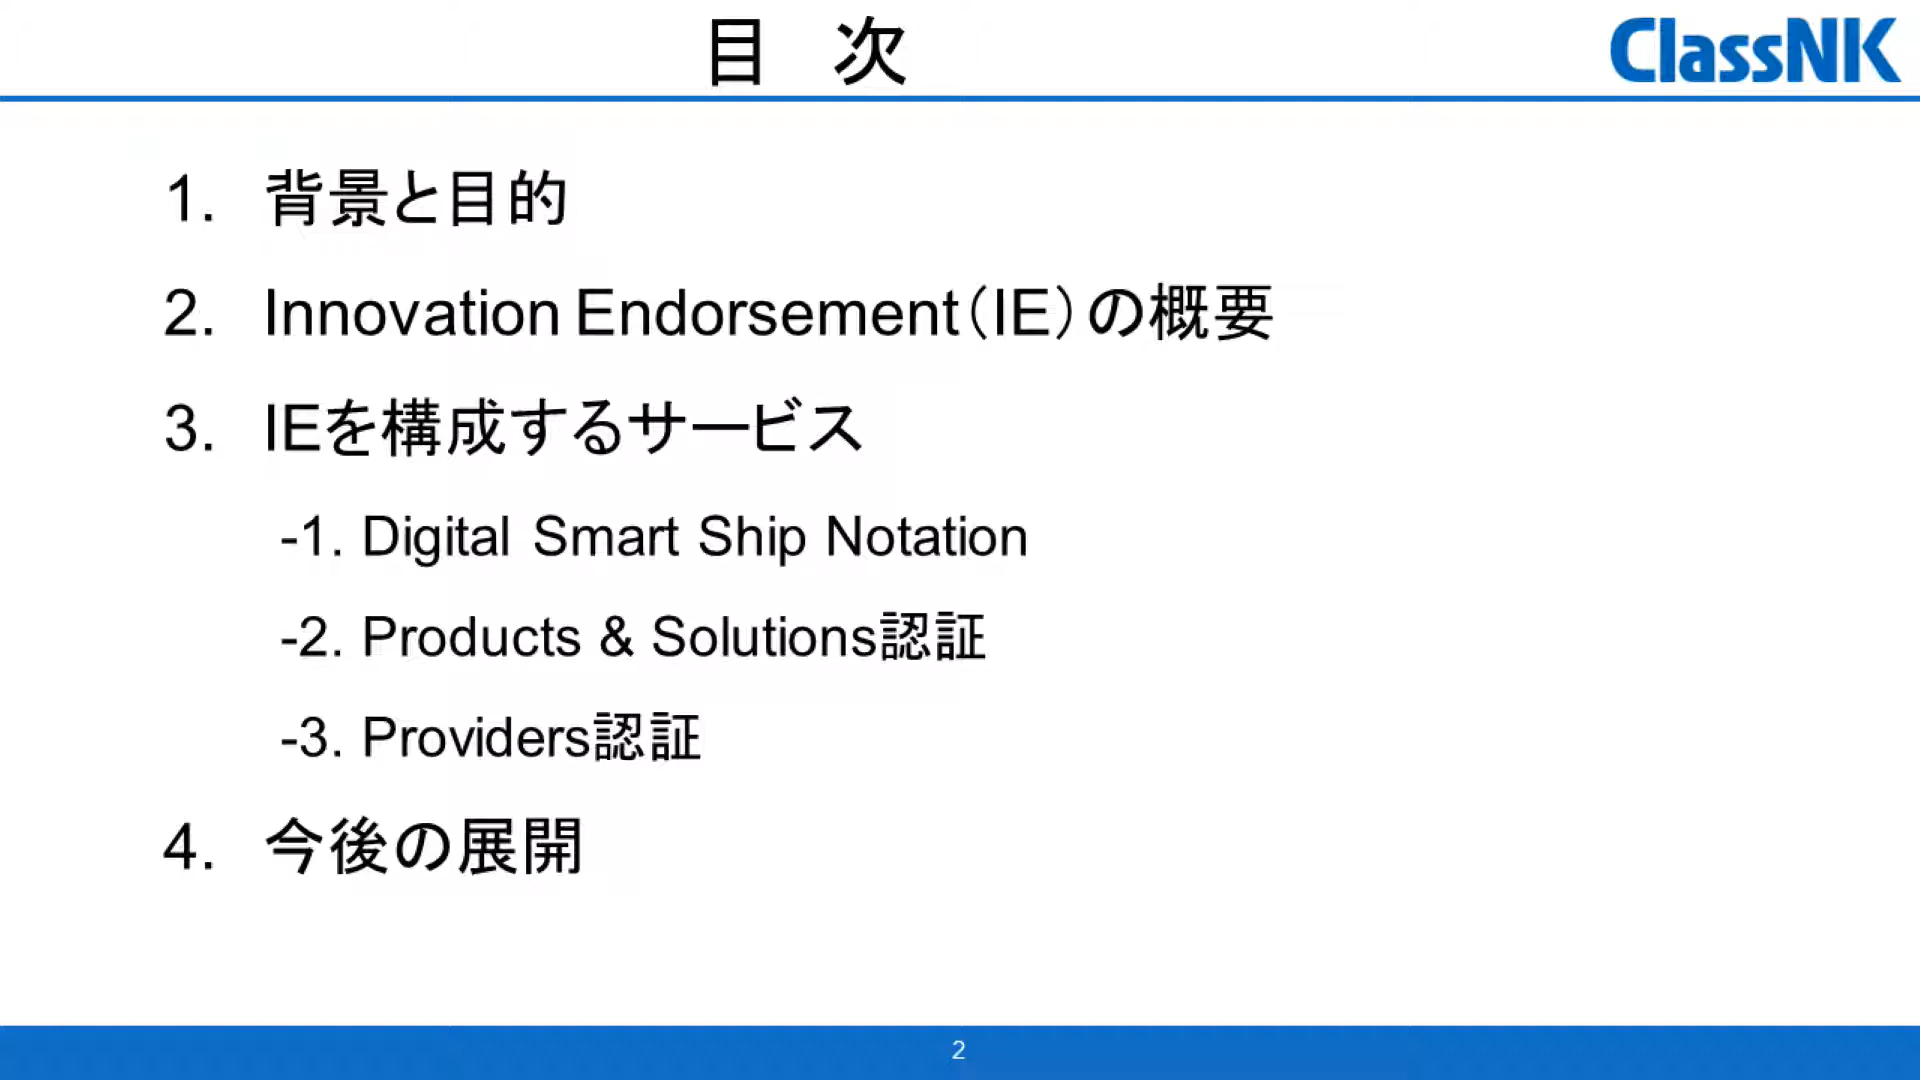 目　次
ClassNK
1. 背景と目的
2. Innovation Endorsement（IE）の概要
3. IEを構成するサービス
-1. Digital Smart Ship Notation
-2. Products & Solutions認証
-3. Providers認証
4. 今後の展開
2